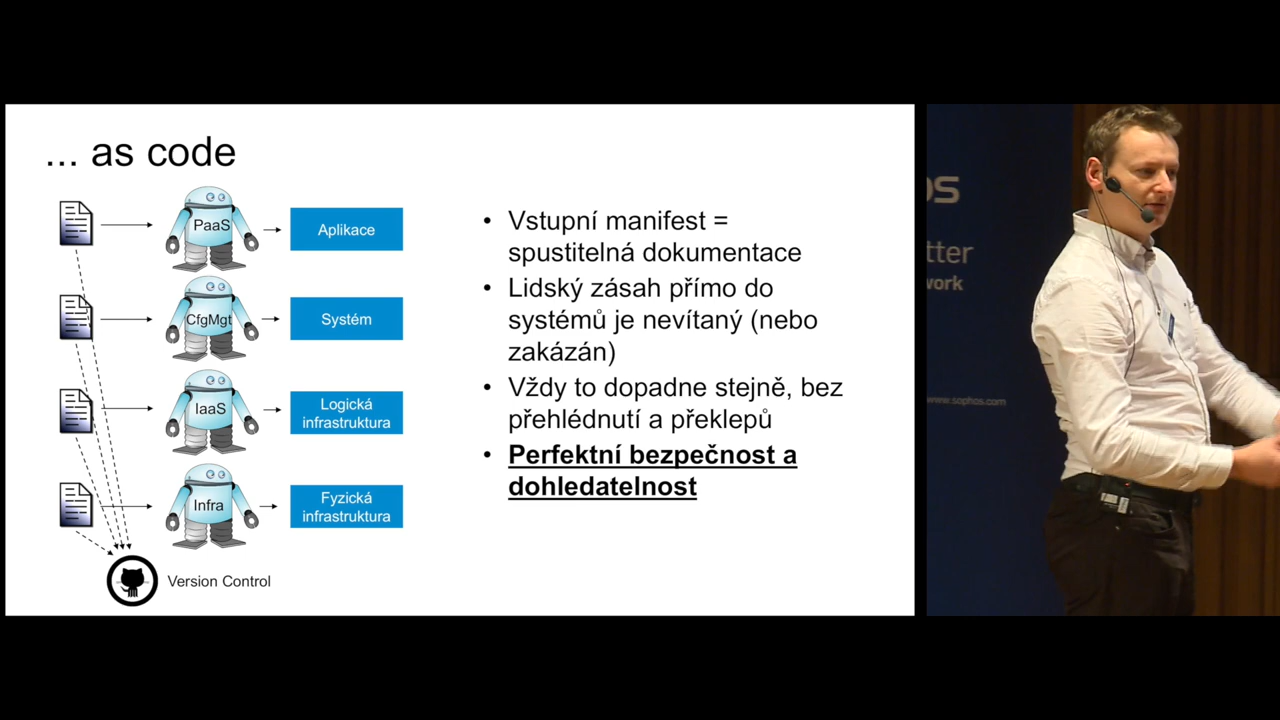 ... as code
PaaS
Aplikace
CfgMgt
Systém
IaaS
Logická
infrastruktura
Infra
Fyzická
infrastruktura
Version Control
• Vstupní manifest =
spustitelná dokumentace
• Lidský zásah přímo do
systémů je nevítaný (nebo
zakázán)
• Vždy to dopadne stejně, bez
přehlédnutí a překlepů
• Perfektní bezpečnost a
dohledatelnost
www.sophos.com